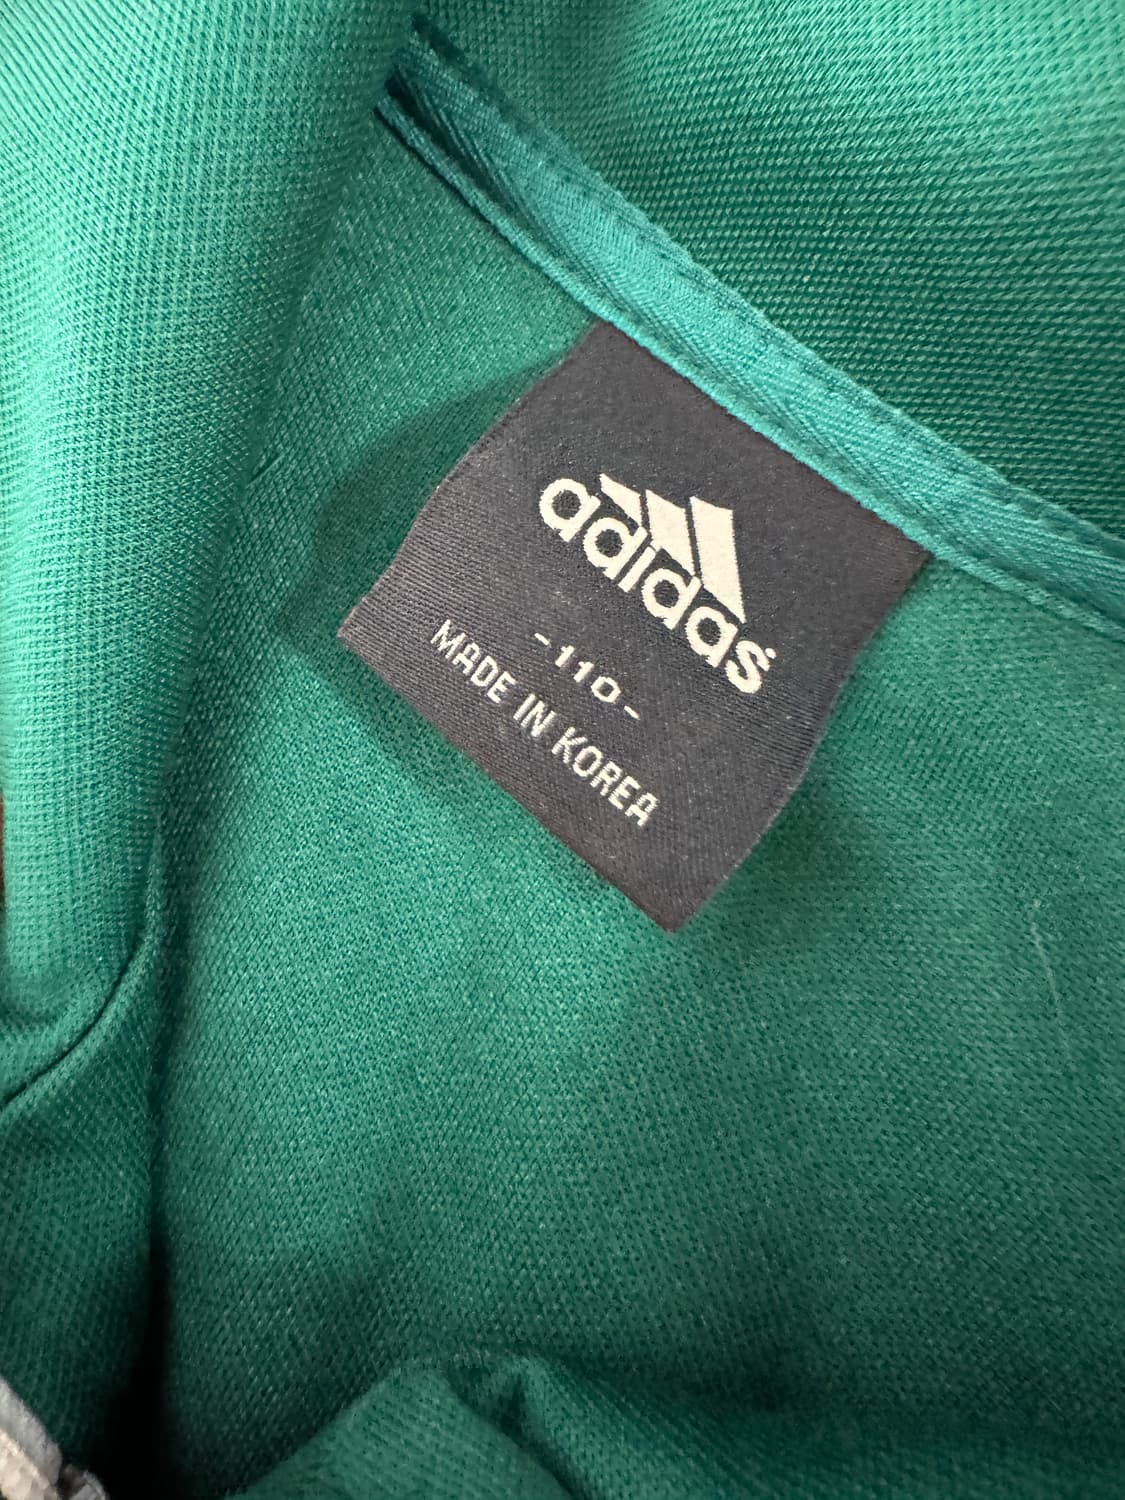 adidas
-110-
MADE IN KOREA